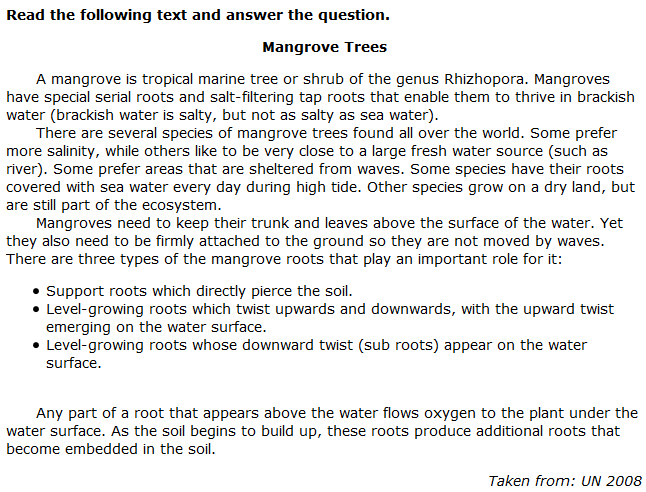 Read the following text and answer the question.
Mangrove Trees
A mangrove is tropical marine tree or shrub of the genus Rhizhopora. Mangroves
have special serial roots and salt-filtering tap roots that enable them to thrive in brackish
water (brackish water is salty, but not as salty as sea water).
There are several species of mangrove trees found all over the world. Some prefer
more salinity, while others like to be very close to a large fresh water source (such as
river). Some prefer areas that are sheltered from waves. Some species have their roots
covered with sea water every day during high tide. Other species grow on a dry land, but
are still part of the ecosystem.
Mangroves need to keep their trunk and leaves above the surface of the water. Yet
they also need to be firmly attached to the ground so they are not moved by waves.
There are three types of the mangrove roots that play an important role for it:
• Support roots which directly pierce the soil.
• Level-growing roots which twist upwards and downwards, with the upward twist
emerging on the water surface.
• Level-growing roots whose downward twist (sub roots) appear on the water
surface.
Any part of a root that appears above the water flows oxygen to the plant under the
water surface. As the soil begins to build up, these roots produce additional roots that
become embedded in the soil.
Taken from: UN 2008